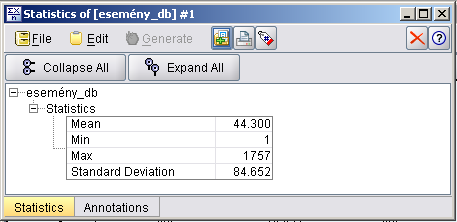 Statistics of [esemény_db] #1
File Edit Generate
Collapse All Expand All
esemény_db
Statistics
Mean 44.300
Min 1
Max 1757
Standard Deviation 84.652
Statistics Annotations